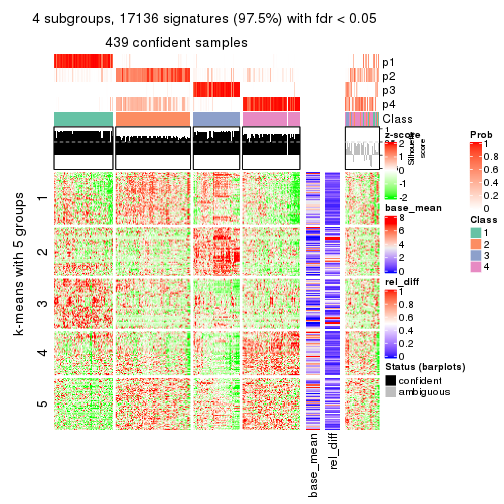 4 subgroups, 17136 signatures (97.5%) with fdr < 0.05
439 confident samples
p1
p2
p3
p4
Class
1
Silhouette
score
z-score
2
1
0
-1
-2
base_mean
8
6
4
2
0
rel_diff
1
0.8
0.6
0.4
0.2
0
Status (barplots)
confident
ambiguous
Prob
1
0.8
0.6
0.4
0.2
0
Class
1
2
3
4
k-means with 5 groups
1
2
3
4
5
base_mean
rel_diff